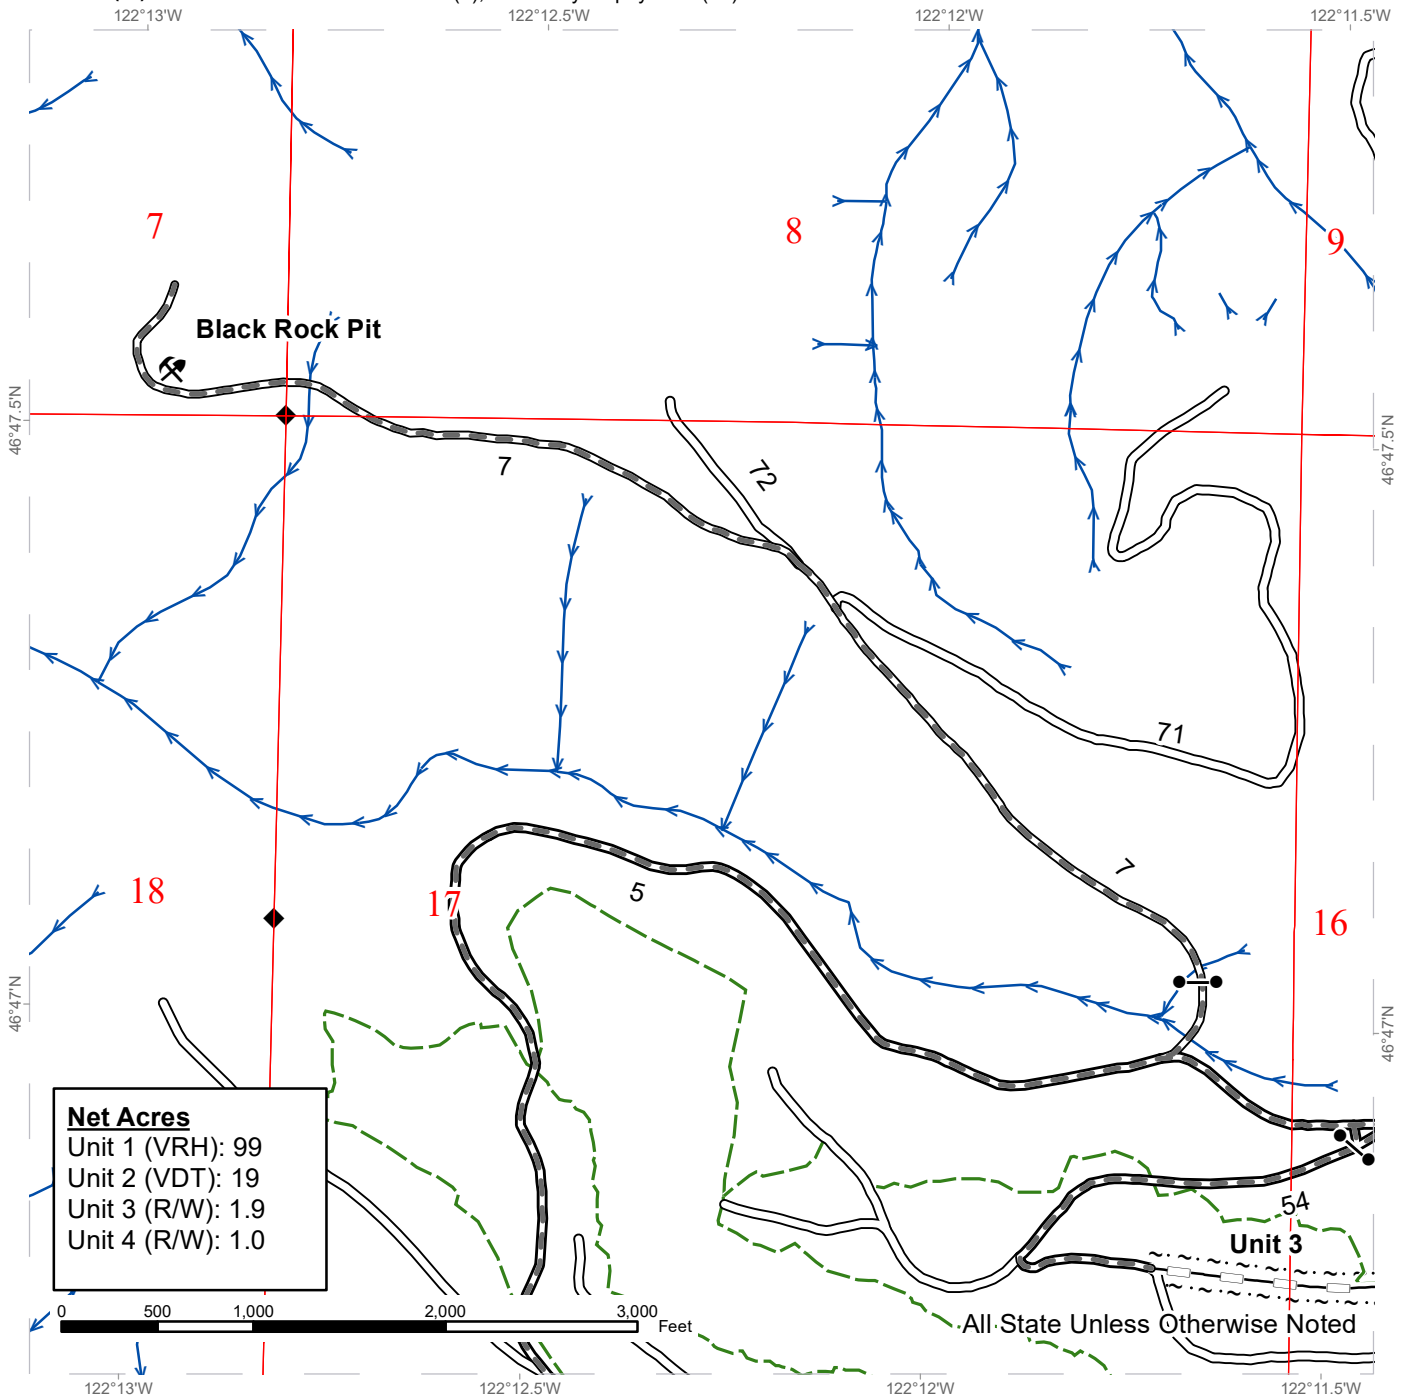 122°13'W 122°12.5'W 122°12'W 122°11.5'W
7
8
9
Black Rock Pit
46°47.5'N
46°47.5'N
7
72
71
7
5
18
17
16
46°47'N
46°47'N
Net Acres
Unit 1 (VRH): 99
Unit 2 (VDT): 19
Unit 3 (R/W): 1.9
Unit 4 (R/W): 1.0
54
Unit 3
0 500 1,000 2,000 3,000
Feet
All State Unless Otherwise Noted
122°13'W 122°12.5'W 122°12'W 122°11.5'W